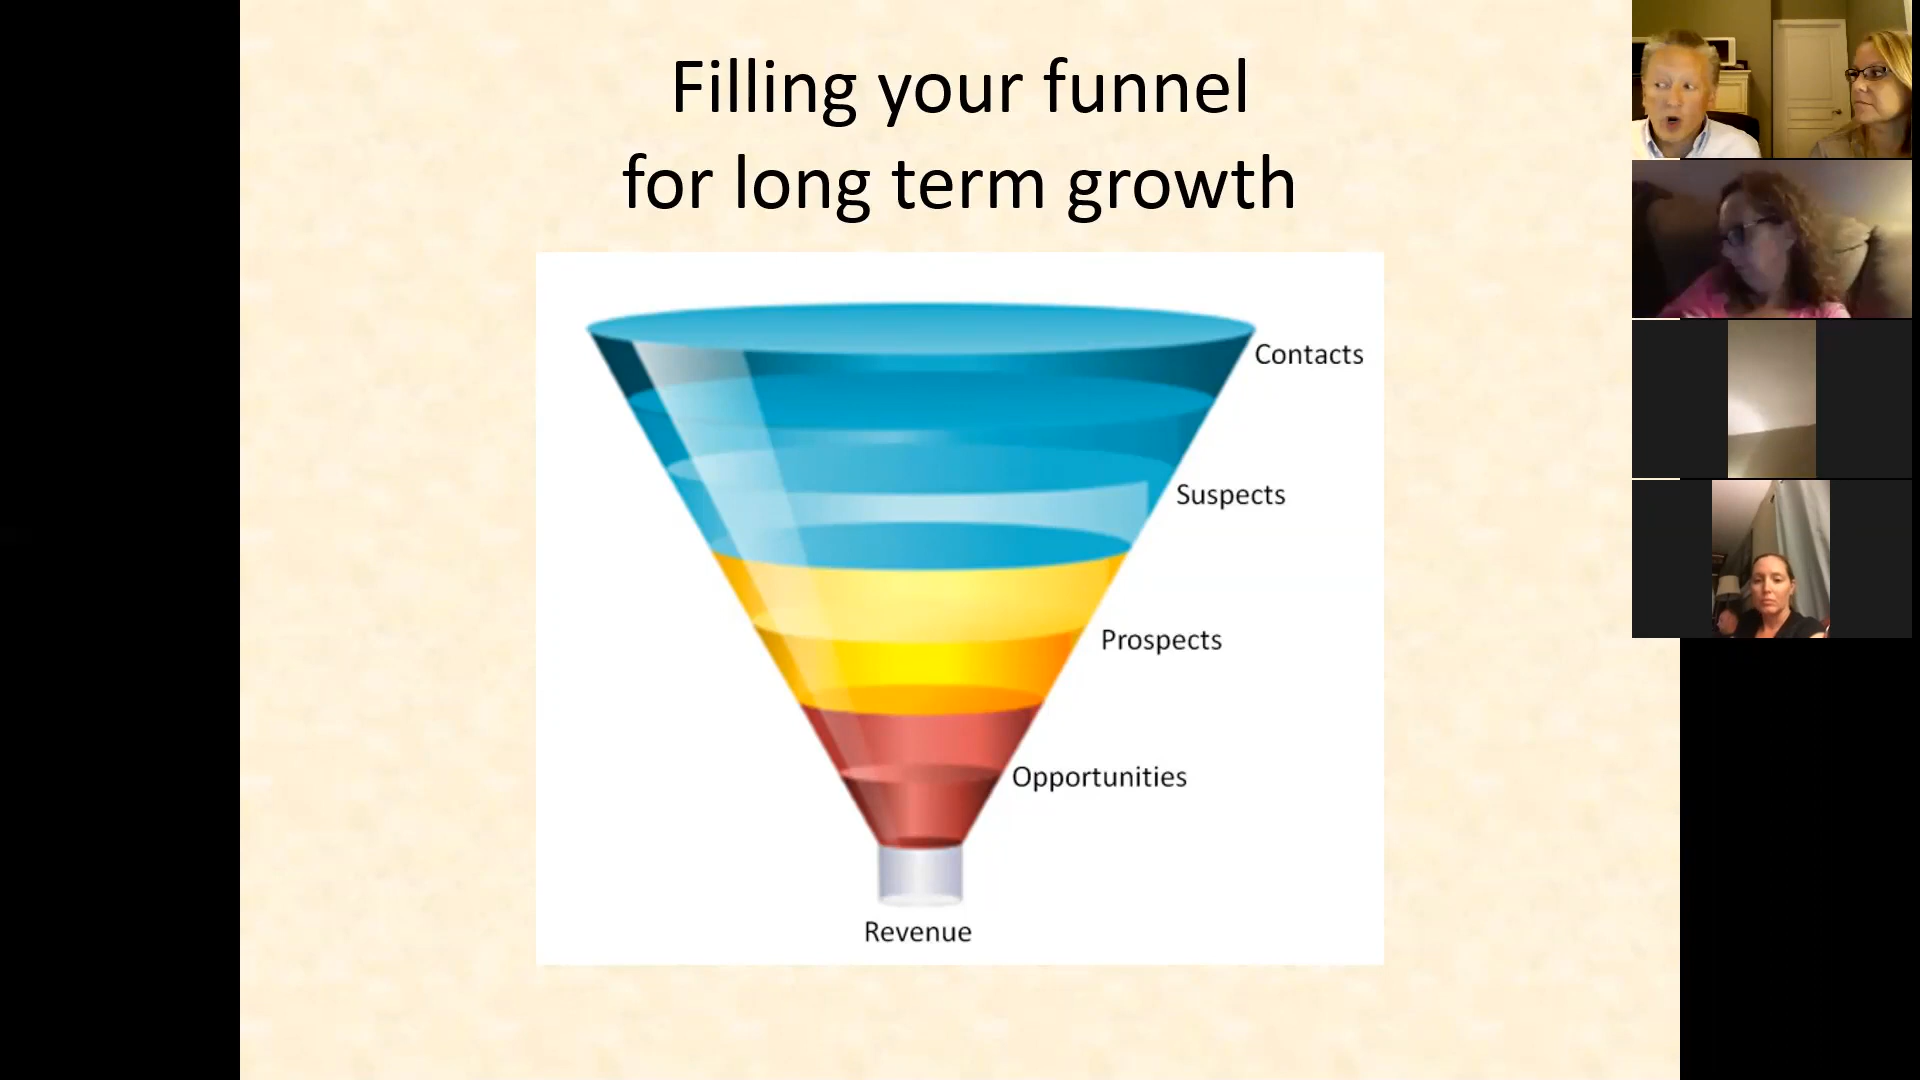 Filling your funnel
for long term growth
Contacts
Suspects
Prospects
Opportunities
Revenue